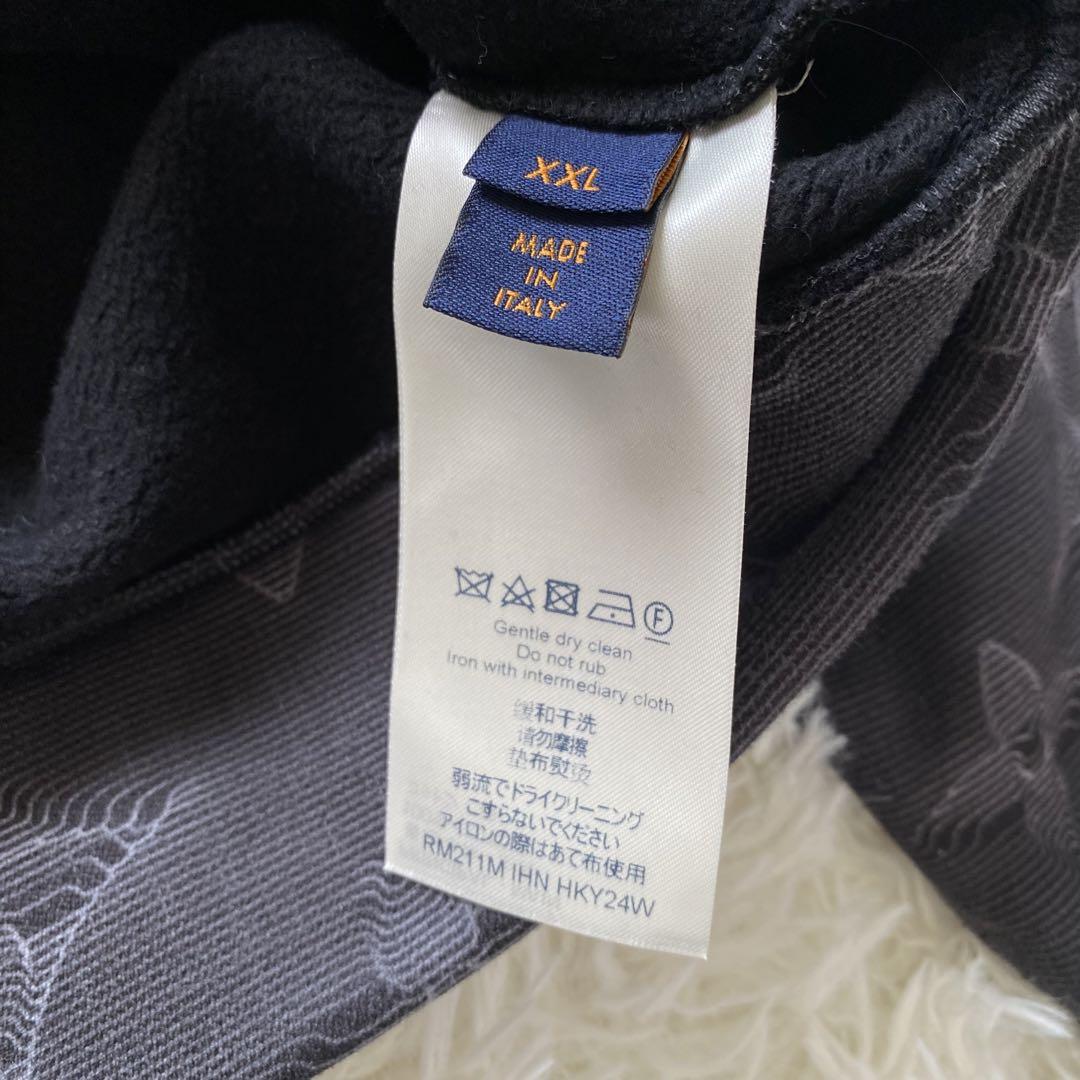 XXL
MADE
IN
ITALY
F
Gentle dry clean
Do not rub
Iron with intermediary cloth
缓和干洗
请勿摩擦
垫布熨烫
弱流でドライクリーニング
こすらないでください
アイロンの際はあて布使用
RM211M IHN HKY24W